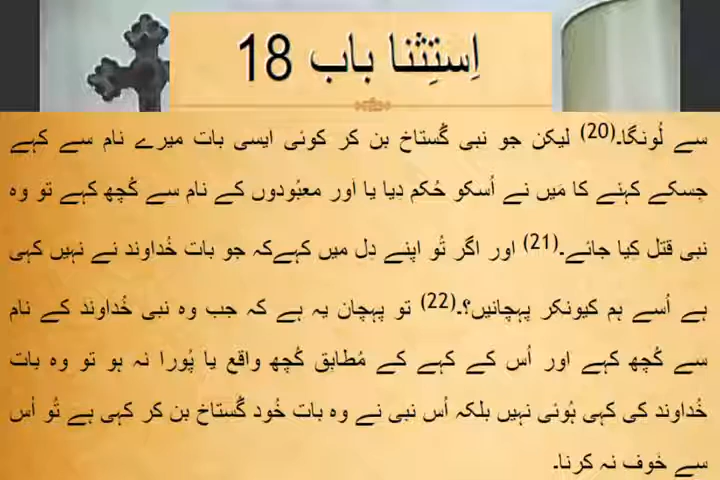 اِستِثنا باب 18
سے لُونگا۔(20) لیکن جو نبی گُستاخ بن کر کوئی ایسی بات میرے نام سے کہے
جِسکے کہنے کا مَیں نے اُسکو حُکم دِیا یا اَور معبُودوں کے نام سے کُچھ کہے تو وہ
نبی قتل کِیا جائے۔(21) اور اگر تُو اپنے دِل میں کہےکہ جو بات خُداوند نے نہیں کہی
ہے اُسے ہم کیونکر پہچانیں؟۔(22) تو پہچان یہ ہے کہ جب وہ نبی خُداوند کے نام
سے کُچھ کہے اور اُس کے کہے کے مُطابق کُچھ واقع یا پُورا نہ ہو تو وہ بات
خُداوند کی کہی ہُوئی نہیں بلکہ اُس نبی نے وہ بات خُود گُستاخ بن کر کہی ہے تُو اُس
سے خوف نہ کرنا۔